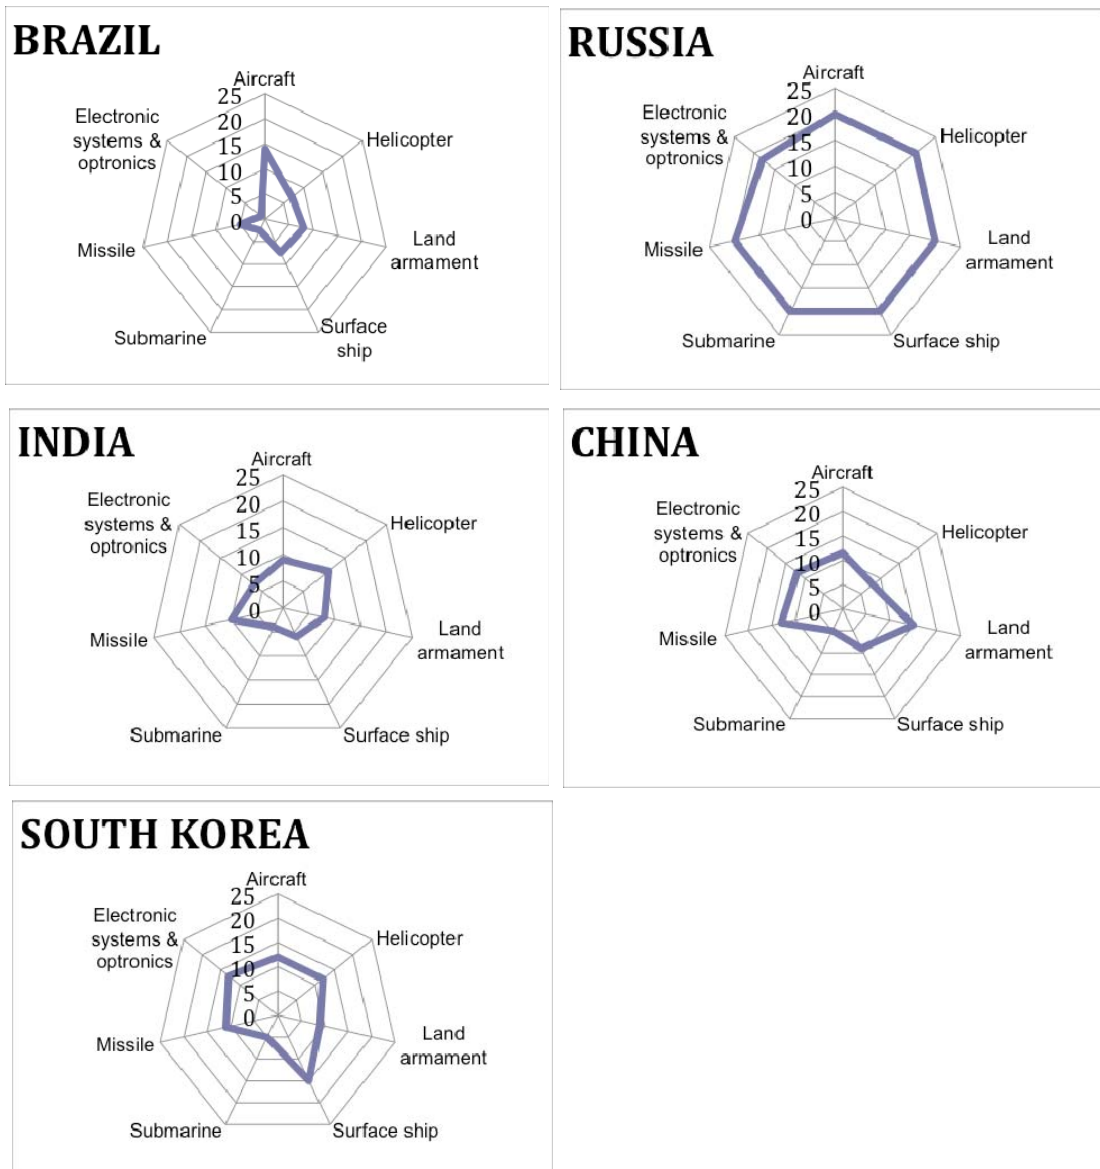 BRAZIL
Aircraft
25
20
15
10
5
0
Helicopter
Land
armament
Surface
ship
Submarine
Missile
Electronic
systems &
optronics
RUSSIA
Aircraft
25
20
15
10
5
0
Helicopter
Land
armament
Surface ship
Submarine
Missile
Electronic
systems &
optronics
INDIA
Aircraft
25
20
15
10
5
0
Helicopter
Land
armament
Surface ship
Submarine
Missile
Electronic
systems &
optronics
CHINA
Aircraft
25
20
15
10
5
0
Helicopter
Land
armament
Surface ship
Submarine
Missile
Electronic
systems &
optronics
SOUTH KOREA
Aircraft
25
20
15
10
5
0
Helicopter
Land
armament
Surface ship
Submarine
Missile
Electronic
systems &
optronics